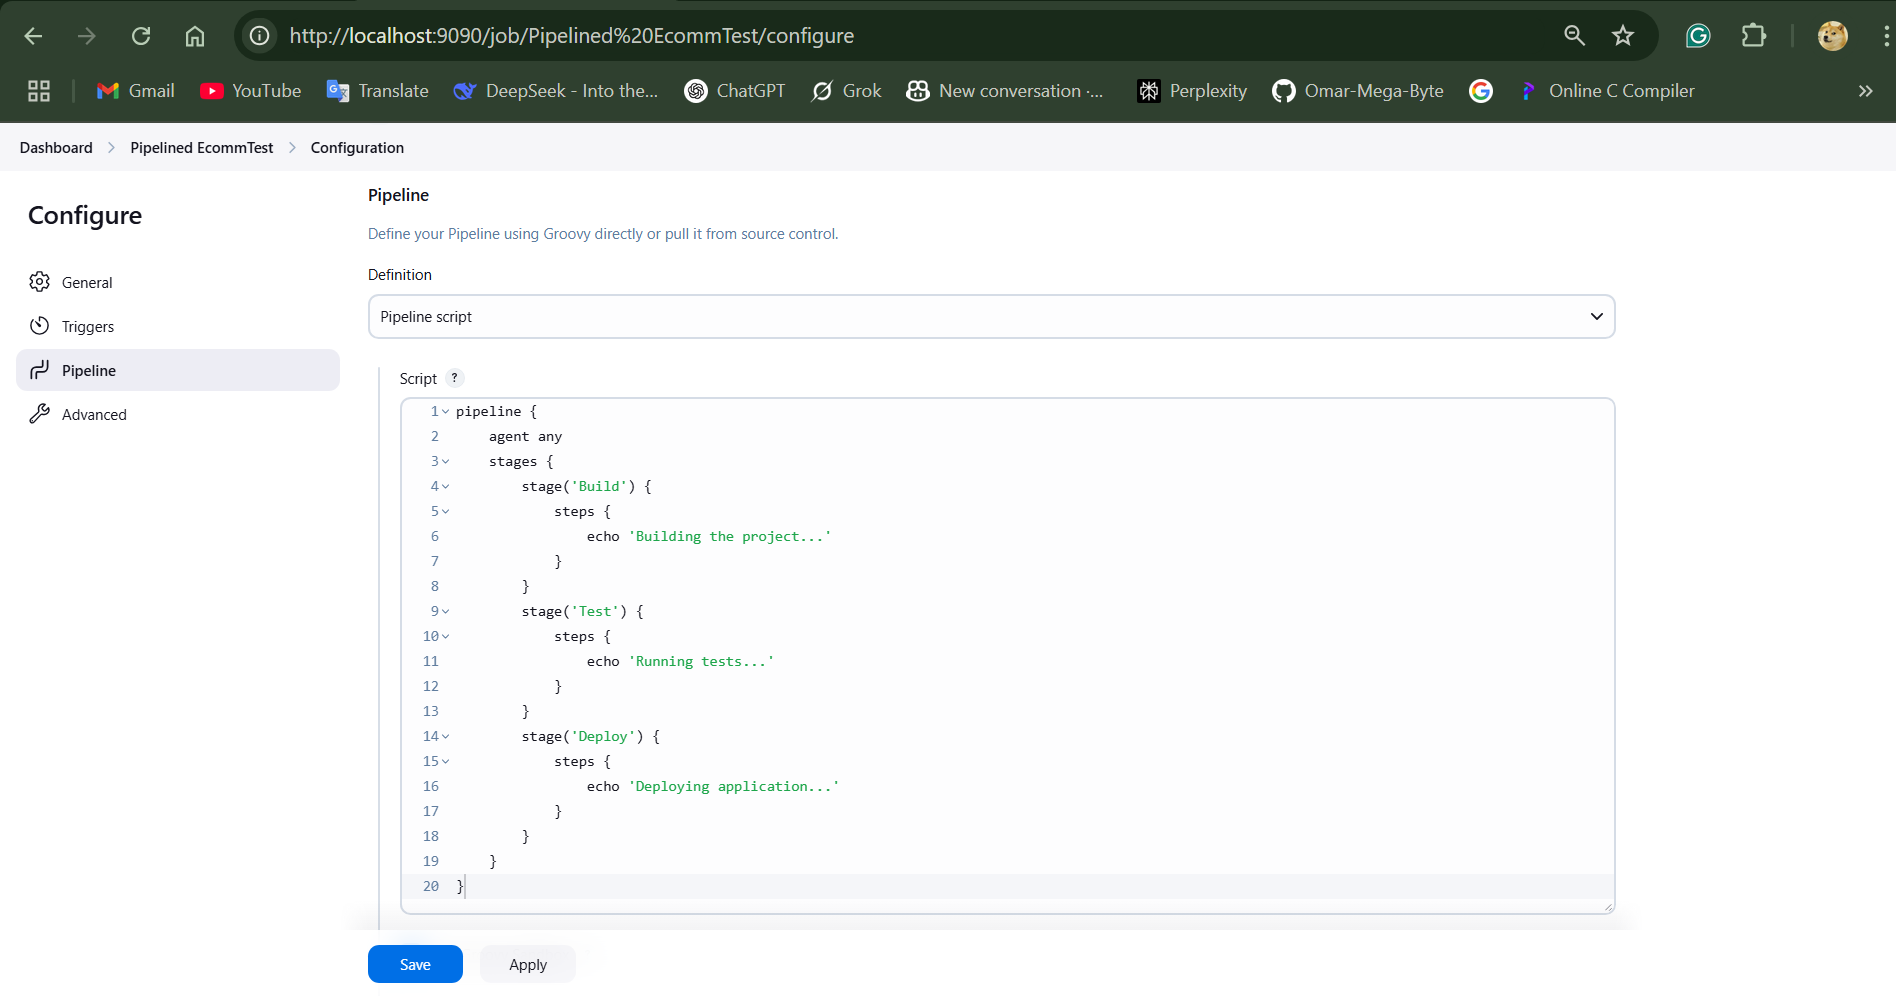 http://localhost:9090/job/Pipelined%20EcommTest/configure
Gmail YouTube Translate DeepSeek - Into the... ChatGPT Grok New conversation ·... Perplexity Omar-Mega-Byte Online C Compiler
Dashboard Pipelined EcommTest Configuration
Configure
General
Triggers
Pipeline
Advanced
Pipeline
Define your Pipeline using Groovy directly or pull it from source control.
Definition
Pipeline script
Script ?
1 pipeline {
2     agent any
3     stages {
4         stage('Build') {
5             steps {
6                 echo 'Building the project...'
7             }
8         }
9         stage('Test') {
10             steps {
11                 echo 'Running tests...'
12             }
13         }
14         stage('Deploy') {
15             steps {
16                 echo 'Deploying application...'
17             }
18         }
19     }
20 }
Save Apply